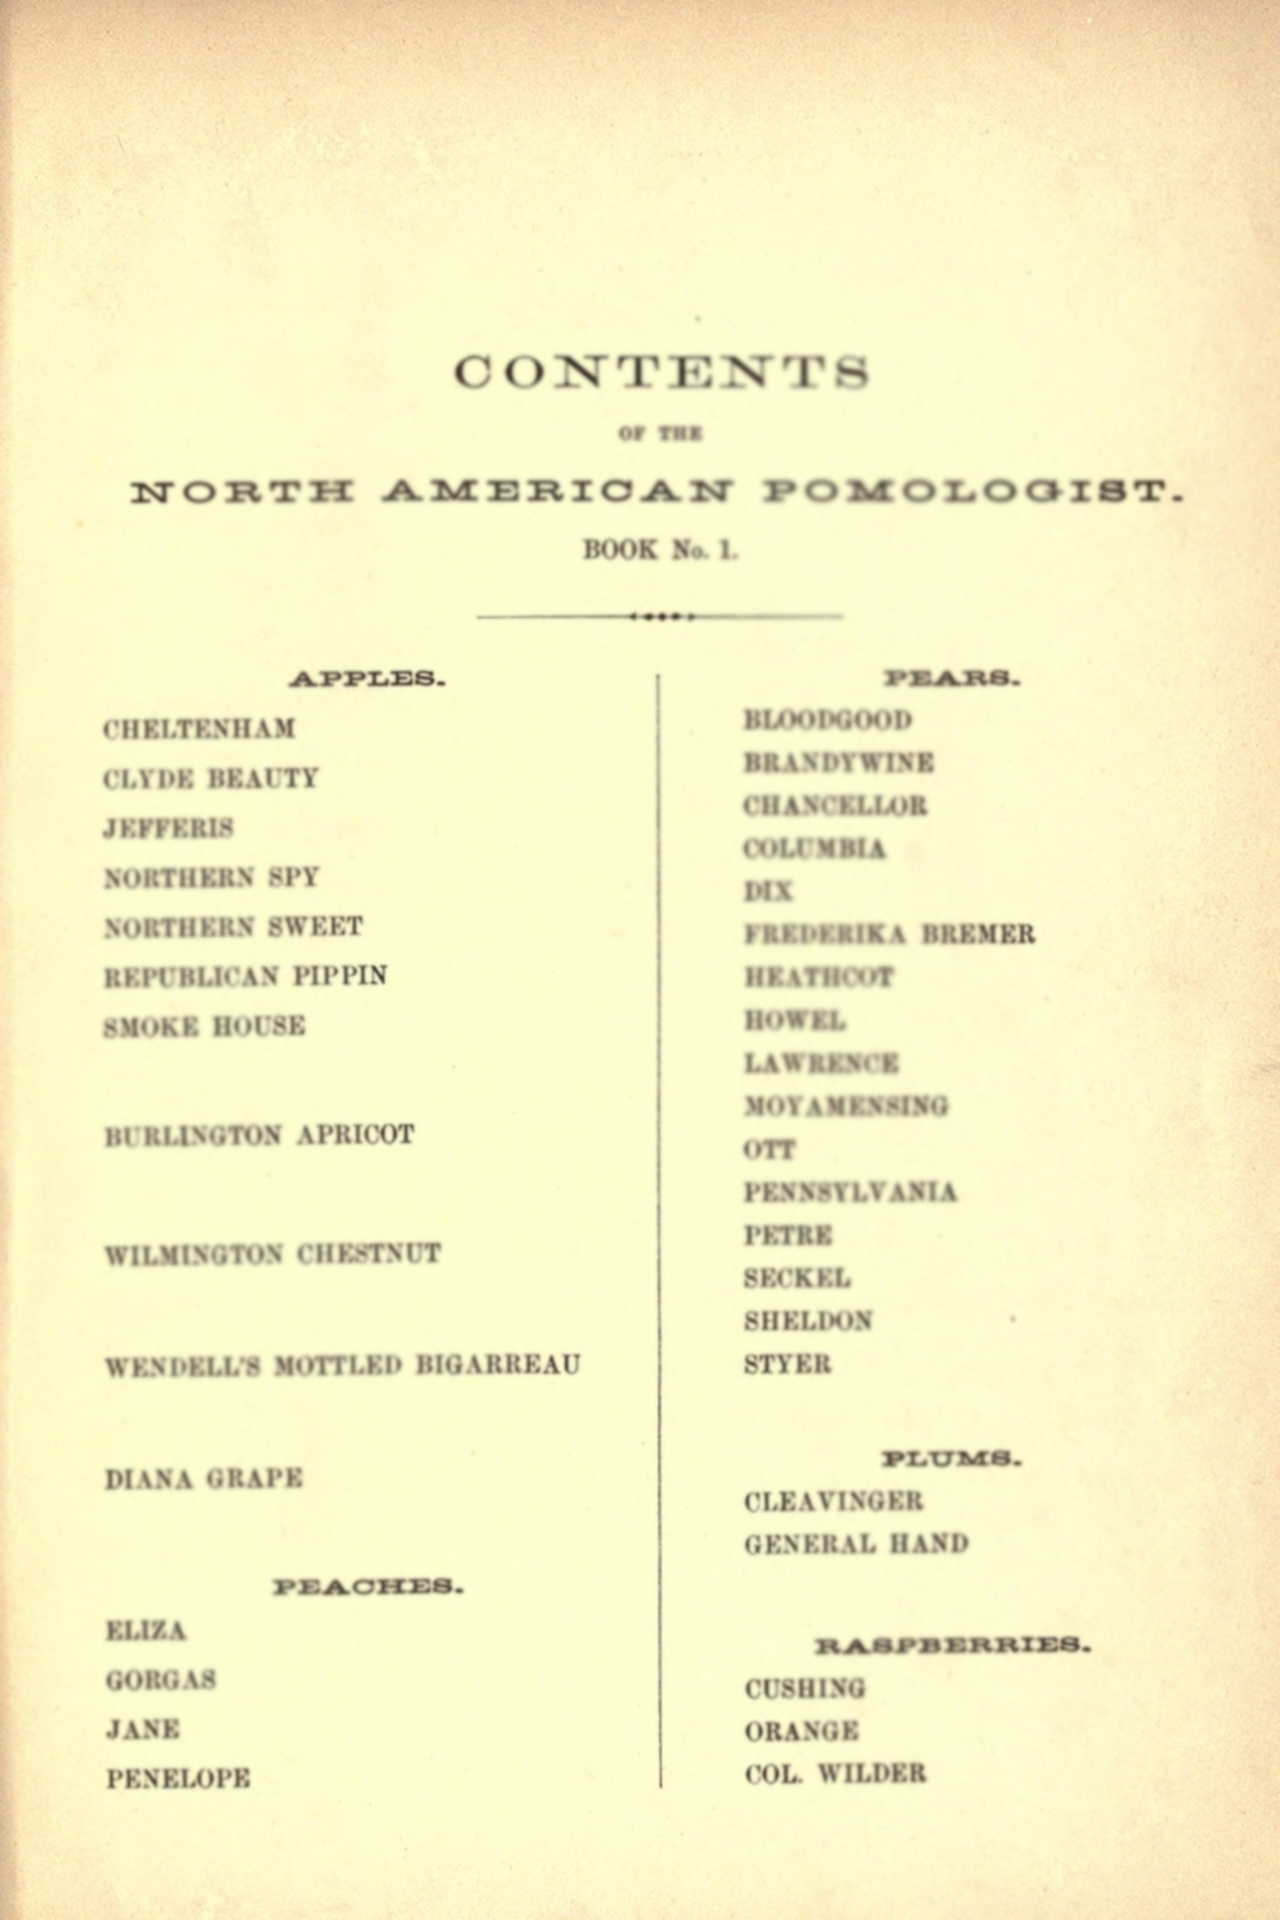 CONTENTS
OF THE
NORTH AMERICAN POMOLOGIST.
BOOK No. 1.
APPLES.
CHELTENHAM
CLYDE BEAUTY
JEFFERIS
NORTHERN SPY
NORTHERN SWEET
REPUBLICAN PIPPIN
SMOKE HOUSE
BURLINGTON APRICOT
WILMINGTON CHESTNUT
WENDELL'S MOTTLED BIGARREAU
DIANA GRAPE
PEACHES.
ELIZA
GORGAS
JANE
PENELOPE
PEARS.
BLOODGOOD
BRANDYWINE
CHANCELLOR
COLUMBIA
DIX
FREDERIKA BREMER
HEATHCOT
HOWEL
LAWRENCE
MOYAMENSING
OTT
PENNSYLVANIA
PETRE
SECKEL
SHELDON
STYER
PLUMS.
CLEAVINGER
GENERAL HAND
RASPBERRIES.
CUSHING
ORANGE
COL. WILDER